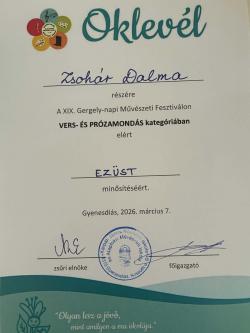 Oklevél
Zsohár Dalma
részére
A XIX. Gergely-napi Művészeti Fesztiválon
VERS- ÉS PRÓZAMONDÁS kategóriában
elért
EZÜST
minősítéséért.
Gyenesdiás, 2026. március 7.
zsűri elnöke
főigazgató
"Olyan lesz a jövő,
mint amilyen a ma iskolája."